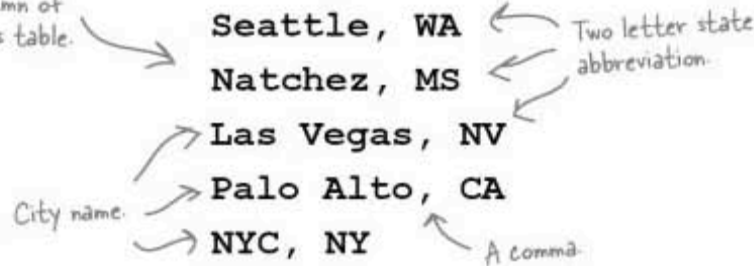 s table.
Seattle, WA
Two letter state
abbreviation.
Natchez, MS
Las Vegas, NV
Palo Alto, CA
City name.
NYC, NY
A comma.